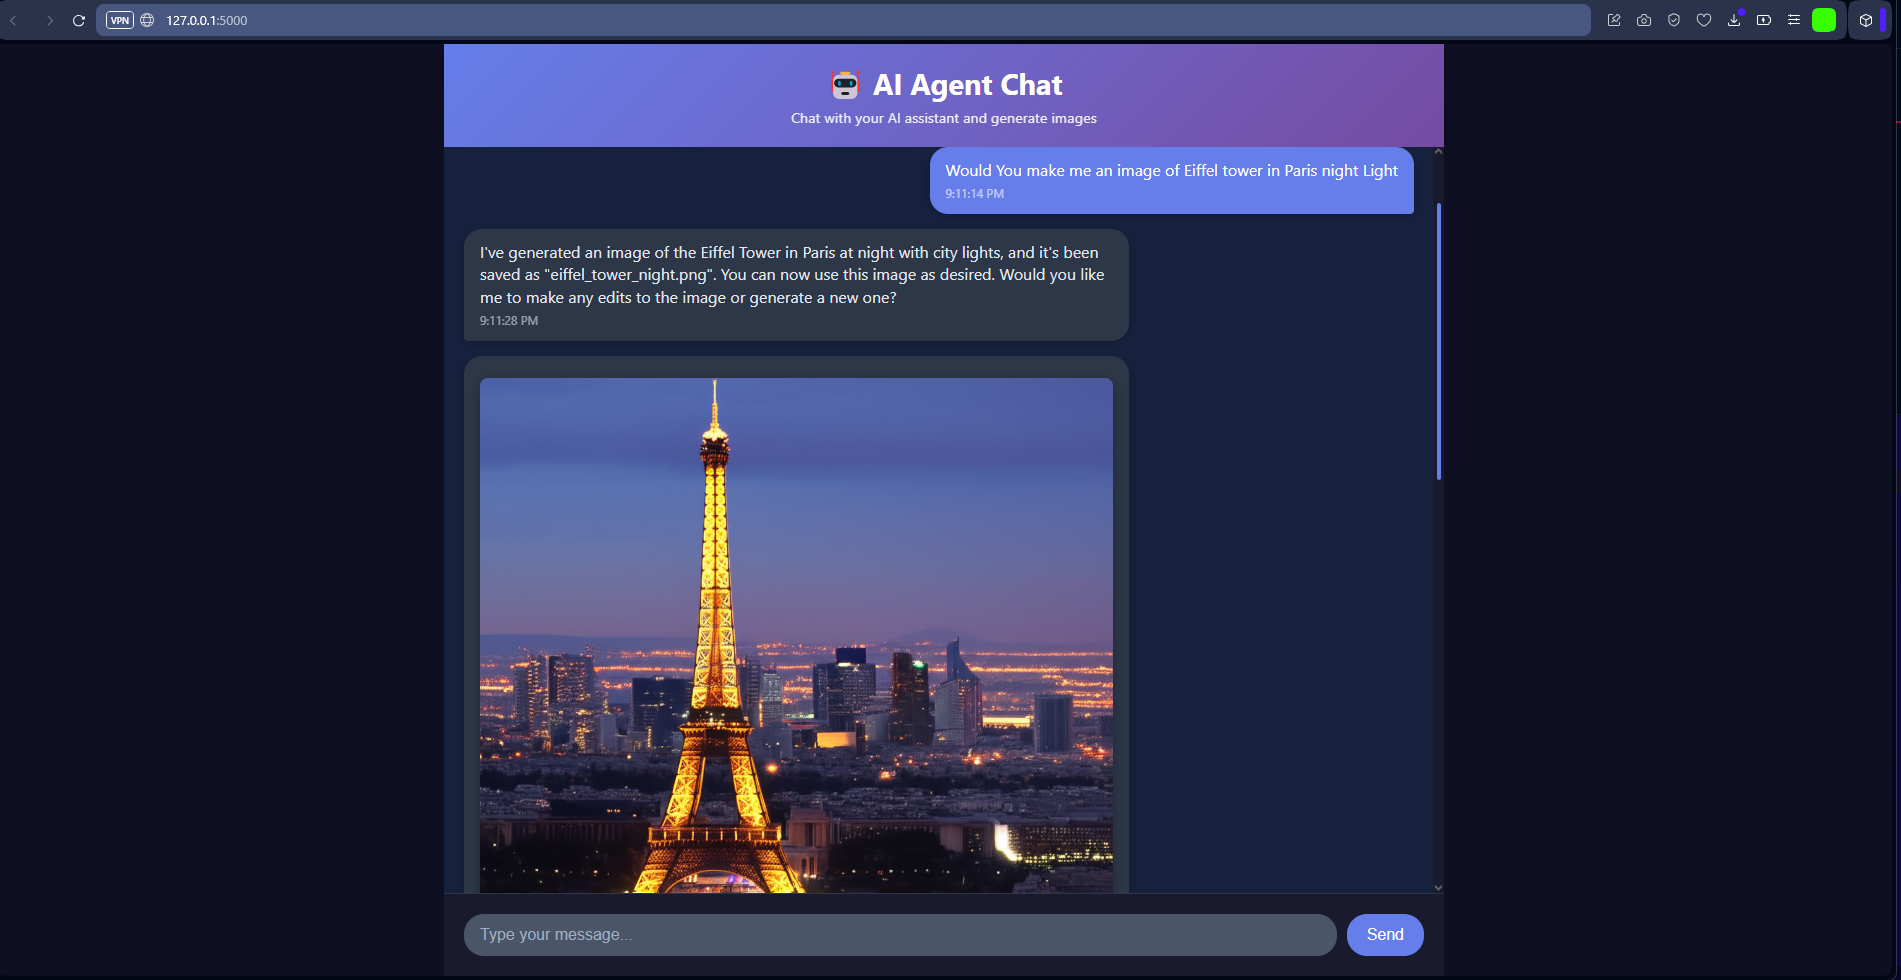 VPN 127.0.0.1:5000
AI Agent Chat
Chat with your AI assistant and generate images
Would You make me an image of Eiffel tower in Paris night Light
9:11:14 PM
I've generated an image of the Eiffel Tower in Paris at night with city lights, and it's been
saved as "eiffel_tower_night.png". You can now use this image as desired. Would you like
me to make any edits to the image or generate a new one?
9:11:28 PM
Type your message...
Send